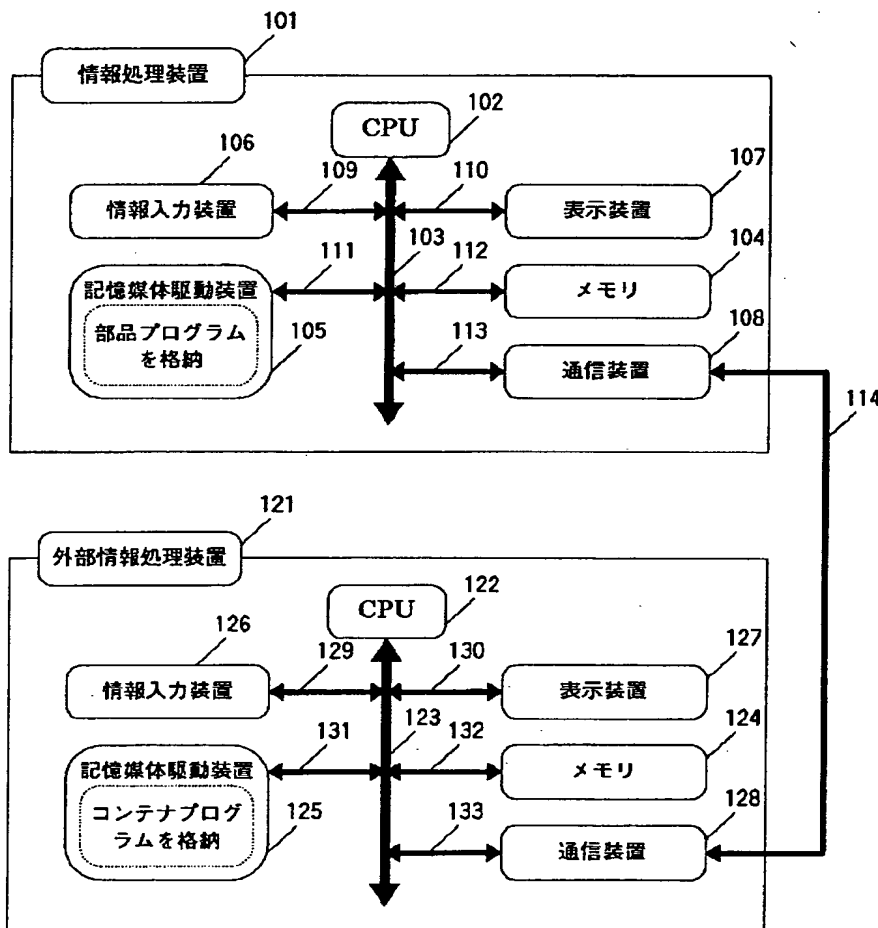 101
情報処理装置
102
CPU
106
109
110
107
情報入力装置
表示装置
103
104
111
112
記憶媒体駆動装置
メモリ
部品プログラム
を格納
105
113
108
通信装置
114
121
外部情報処理装置
122
CPU
126
129
130
127
情報入力装置
表示装置
123
124
131
132
記憶媒体駆動装置
メモリ
コンテナプログ
ラムを格納
125
133
128
通信装置